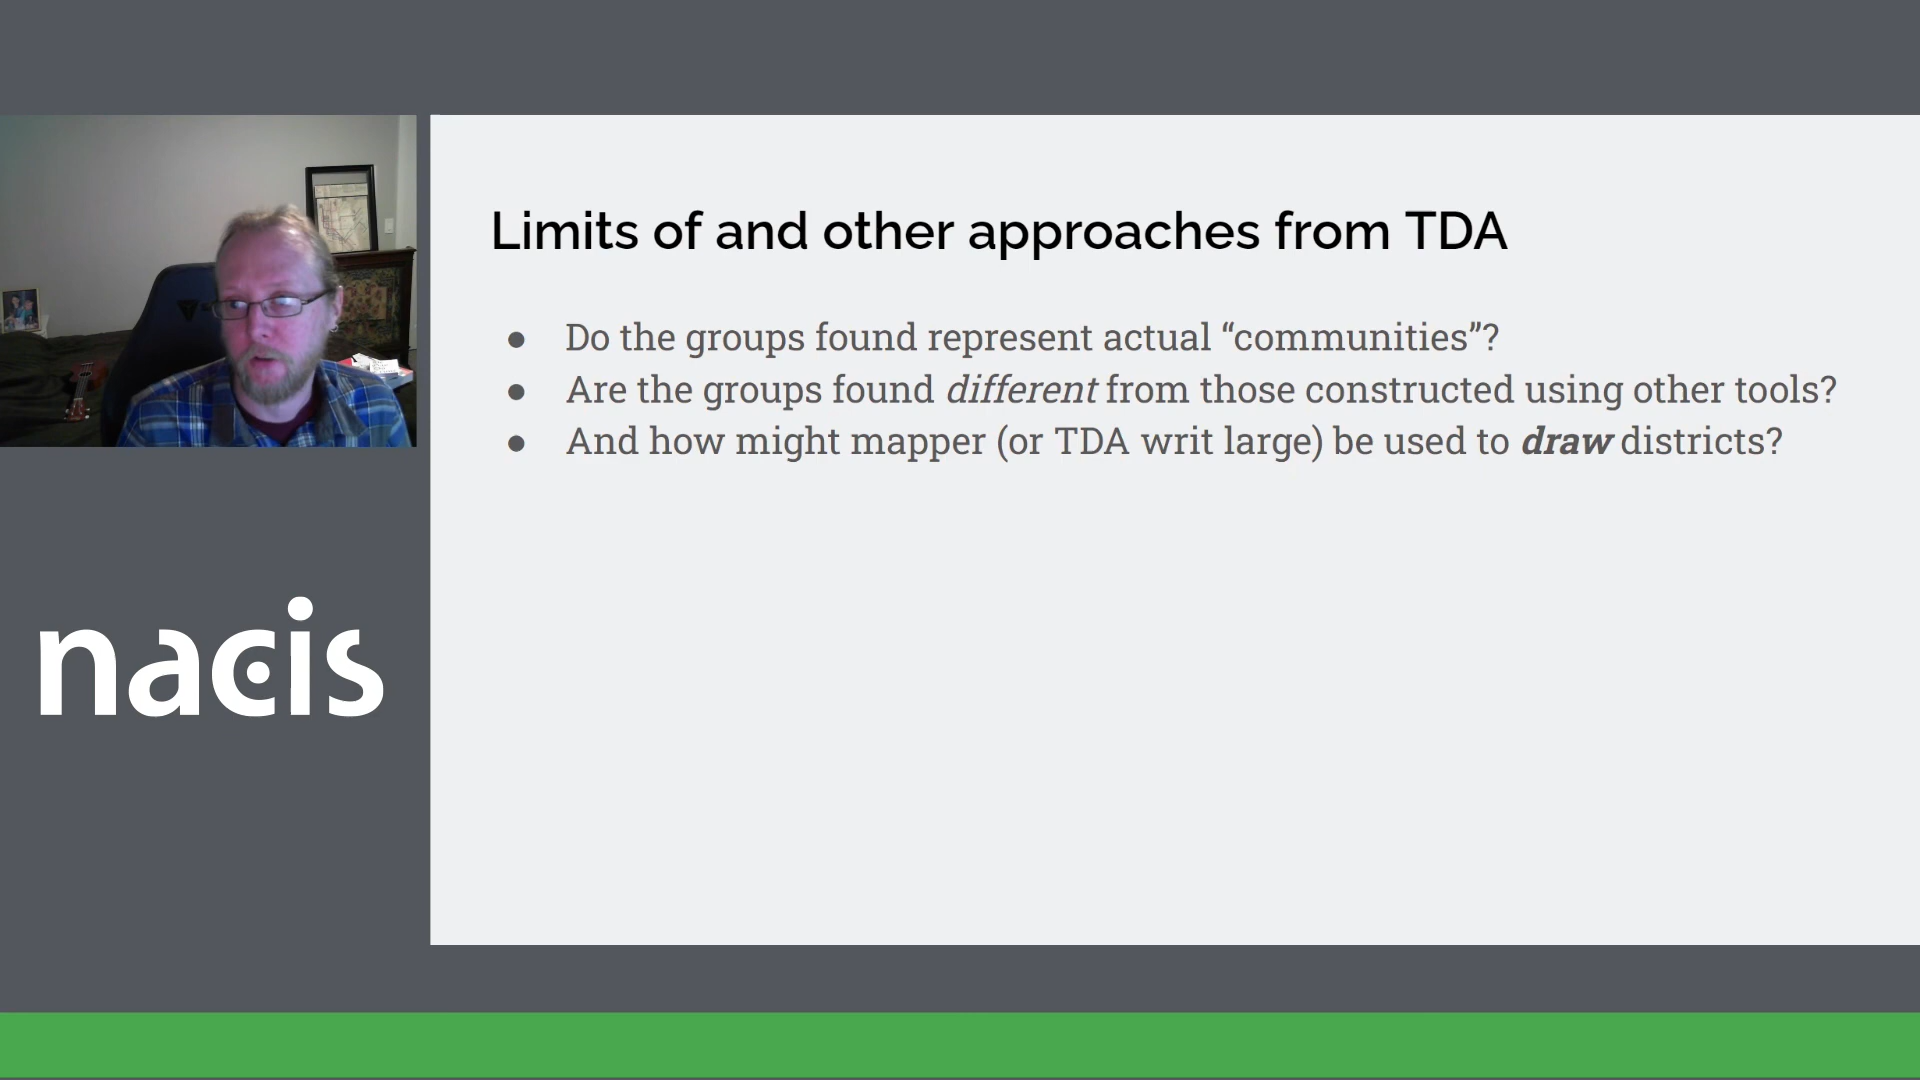 Limits of and other approaches from TDA
● Do the groups found represent actual “communities”?
● Are the groups found different from those constructed using other tools?
● And how might mapper (or TDA writ large) be used to draw districts?
nacis